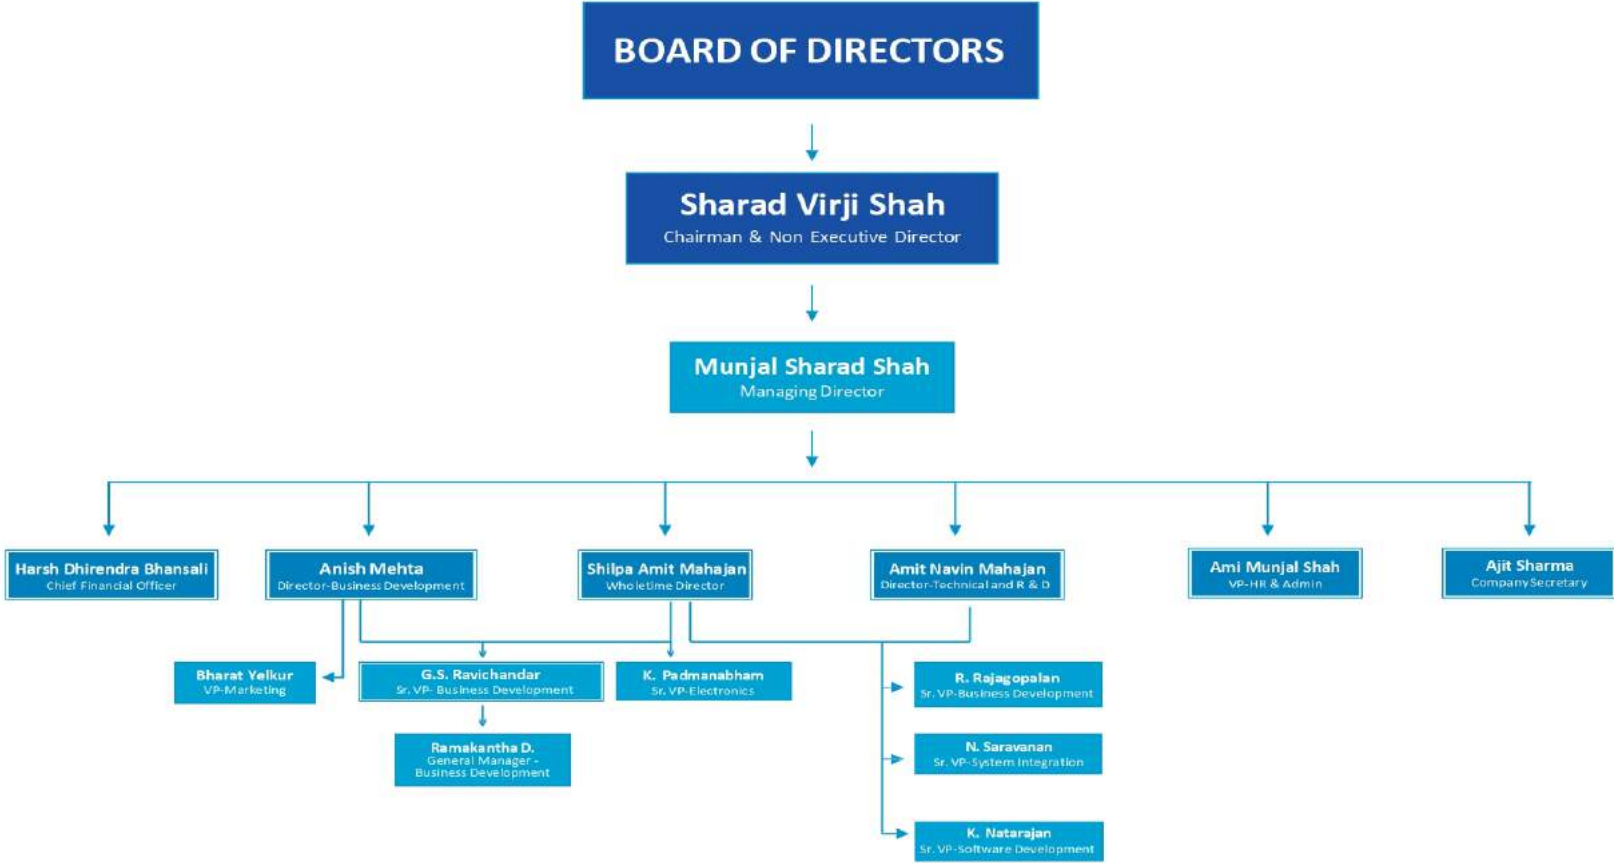 BOARD OF DIRECTORS
Sharad Virji Shah
Chairman & Non Executive Director
Munjal Sharad Shah
Managing Director
Harsh Dhirendra Bhansali
Chief Financial Officer
Anish Mehta
Director-Business Development
Shilpa Amit Mahajan
Wholetime Director
Amit Navin Mahajan
Director-Technical and R & D
Ami Munjal Shah
VP-HR & Admin
Ajit Sharma
Company Secretary
Bharat Yelkur
VP-Marketing
G.S. Ravichandar
Sr. VP- Business Development
K. Padmanabham
Sr. VP-Electronics
R. Rajagopalan
Sr. VP-Business Development
Ramakantha D.
General Manager -
Business Development
N. Saravanan
Sr. VP-System Integration
K. Natarajan
Sr. VP-Software Development